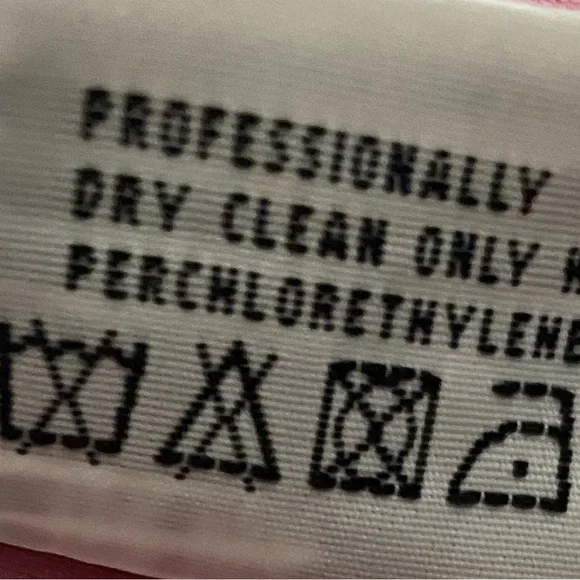 PROFESSIONALLY
DRY CLEAN ONLY
PERCHLORETHYLENE